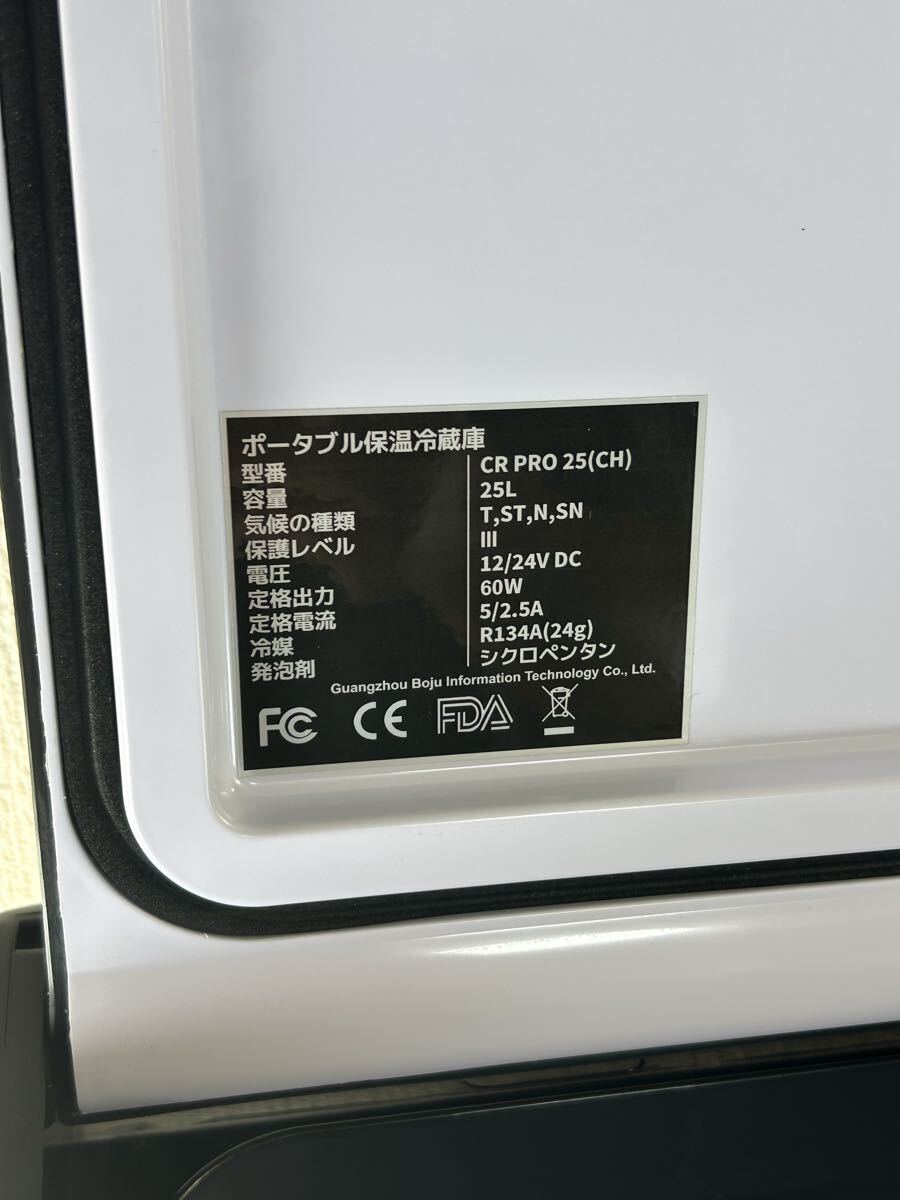 ポータブル保温冷蔵庫
型番 CR PRO 25(CH)
容量 25L
気候の種類 T,ST,N,SN
保護レベル III
電圧 12/24V DC
定格出力 60W
定格電流 5/2.5A
冷媒 R134A(24g)
発泡剤 シクロペンタン
Guangzhou Boju Information Technology Co., Ltd.
FC CE FDA